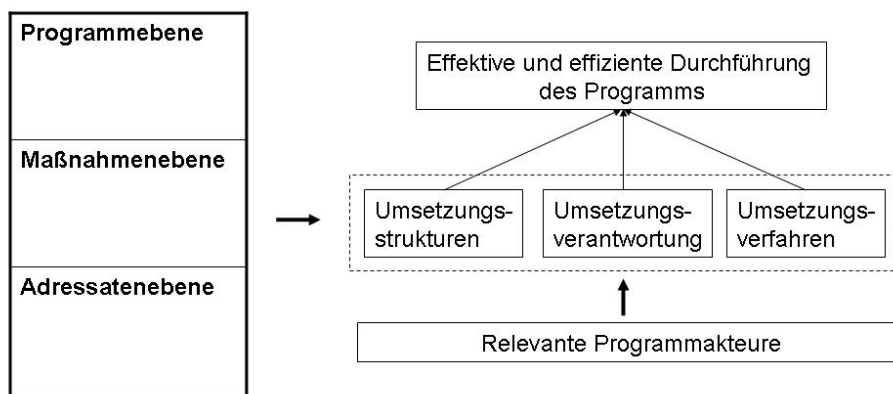 Programmebene
Maßnahmenebene
Adressatenebene
Effektive und effiziente Durchführung
des Programms
Umsetzungs-
strukturen
Umsetzungs-
verantwortung
Umsetzungs-
verfahren
Relevante Programmakteure